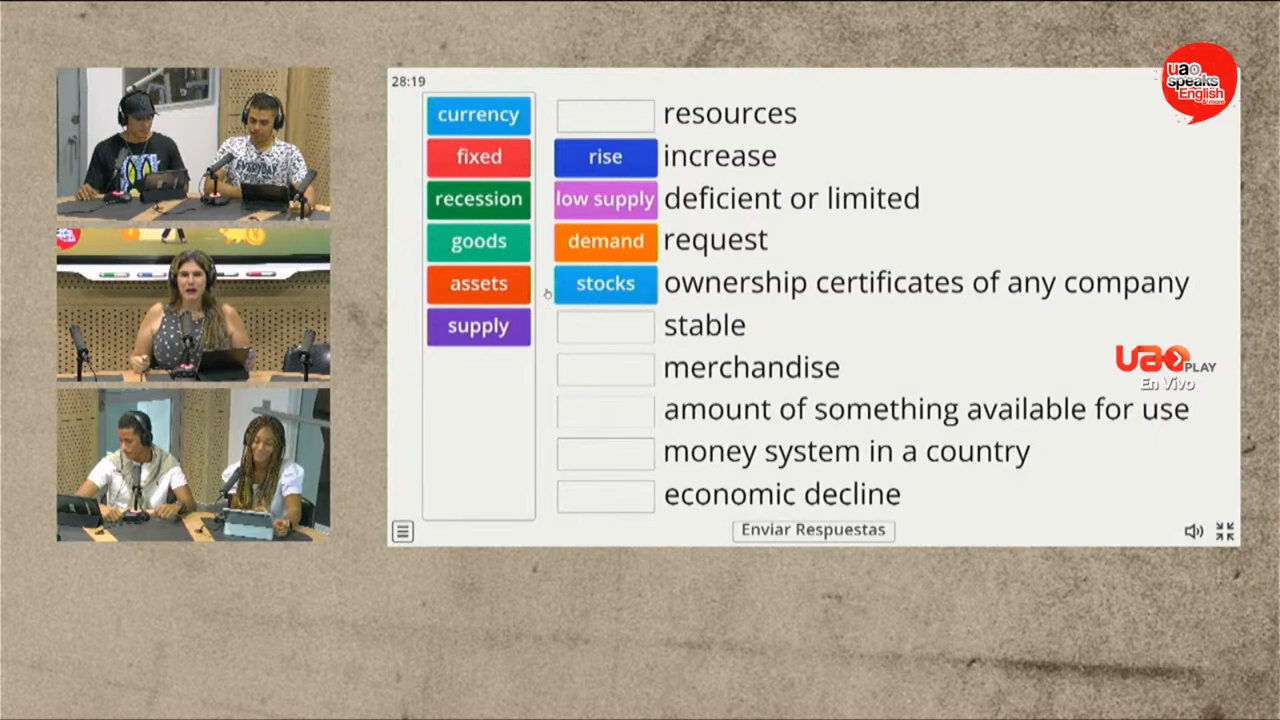 28:19
currency
fixed
recession
goods
assets
supply
resources
rise increase
low supply deficient or limited
demand request
stocks ownership certificates of any company
stable
merchandise
amount of something available for use
money system in a country
economic decline
Enviar Respuestas
uao
speaks
English
uao PLAY
En Vivo